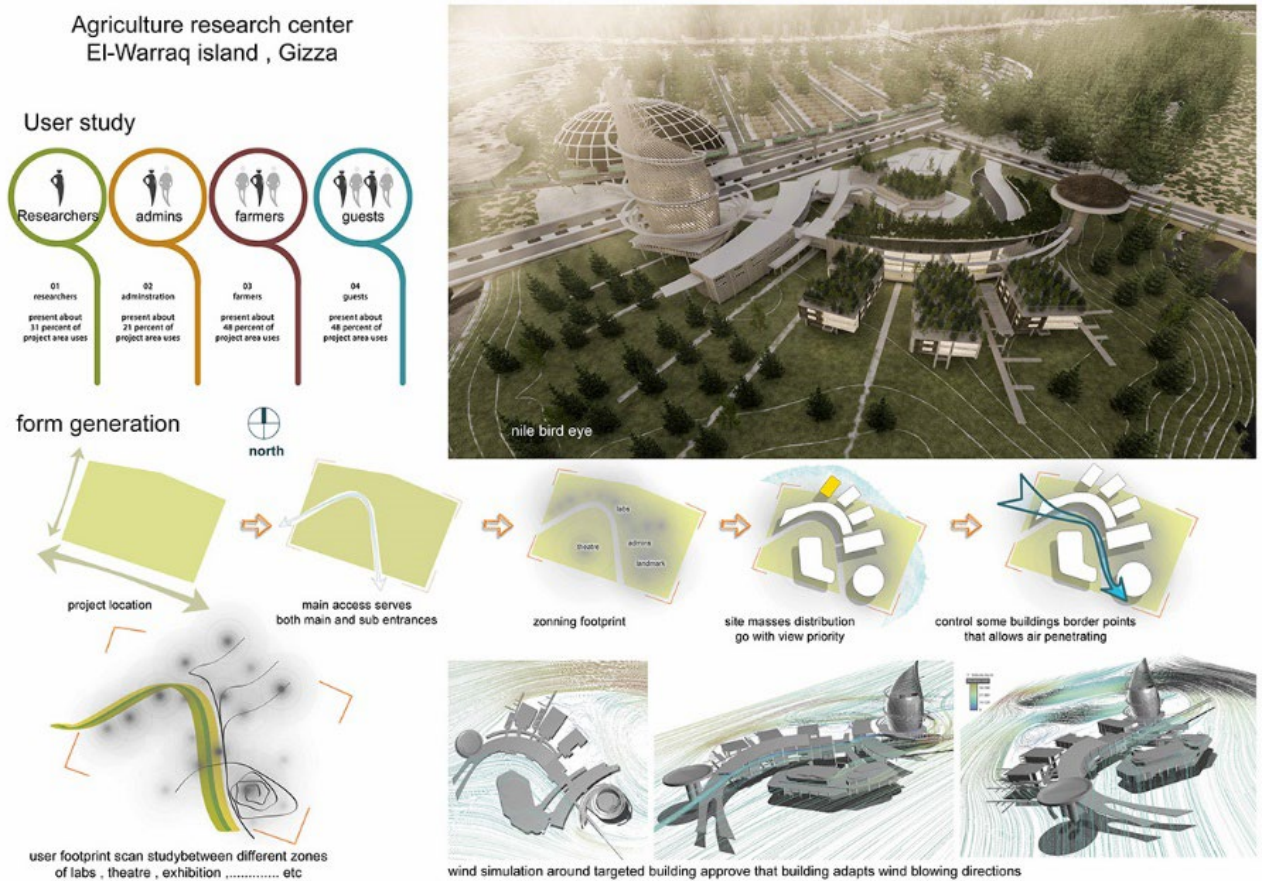 Agriculture research center
El-Warraq island , Gizza
User study
Researchers
admins
farmers
guests
01
researchers
present about
31 percent of
project area uses
02
adminstration
present about
21 percent of
project area uses
03
farmers
present about
48 percent of
project area uses
04
guests
present about
48 percent of
project area uses
nile bird eye
form generation
north
project location
main access serves
both main and sub entrances
labs
theatre
admins
landmark
zonning footprint
site masses distribution
go with view priority
control some buildings border points
that allows air penetrating
user footprint scan studybetween different zones
of labs , theatre , exhibition ,............. etc
wind simulation around targeted building approve that building adapts wind blowing directions